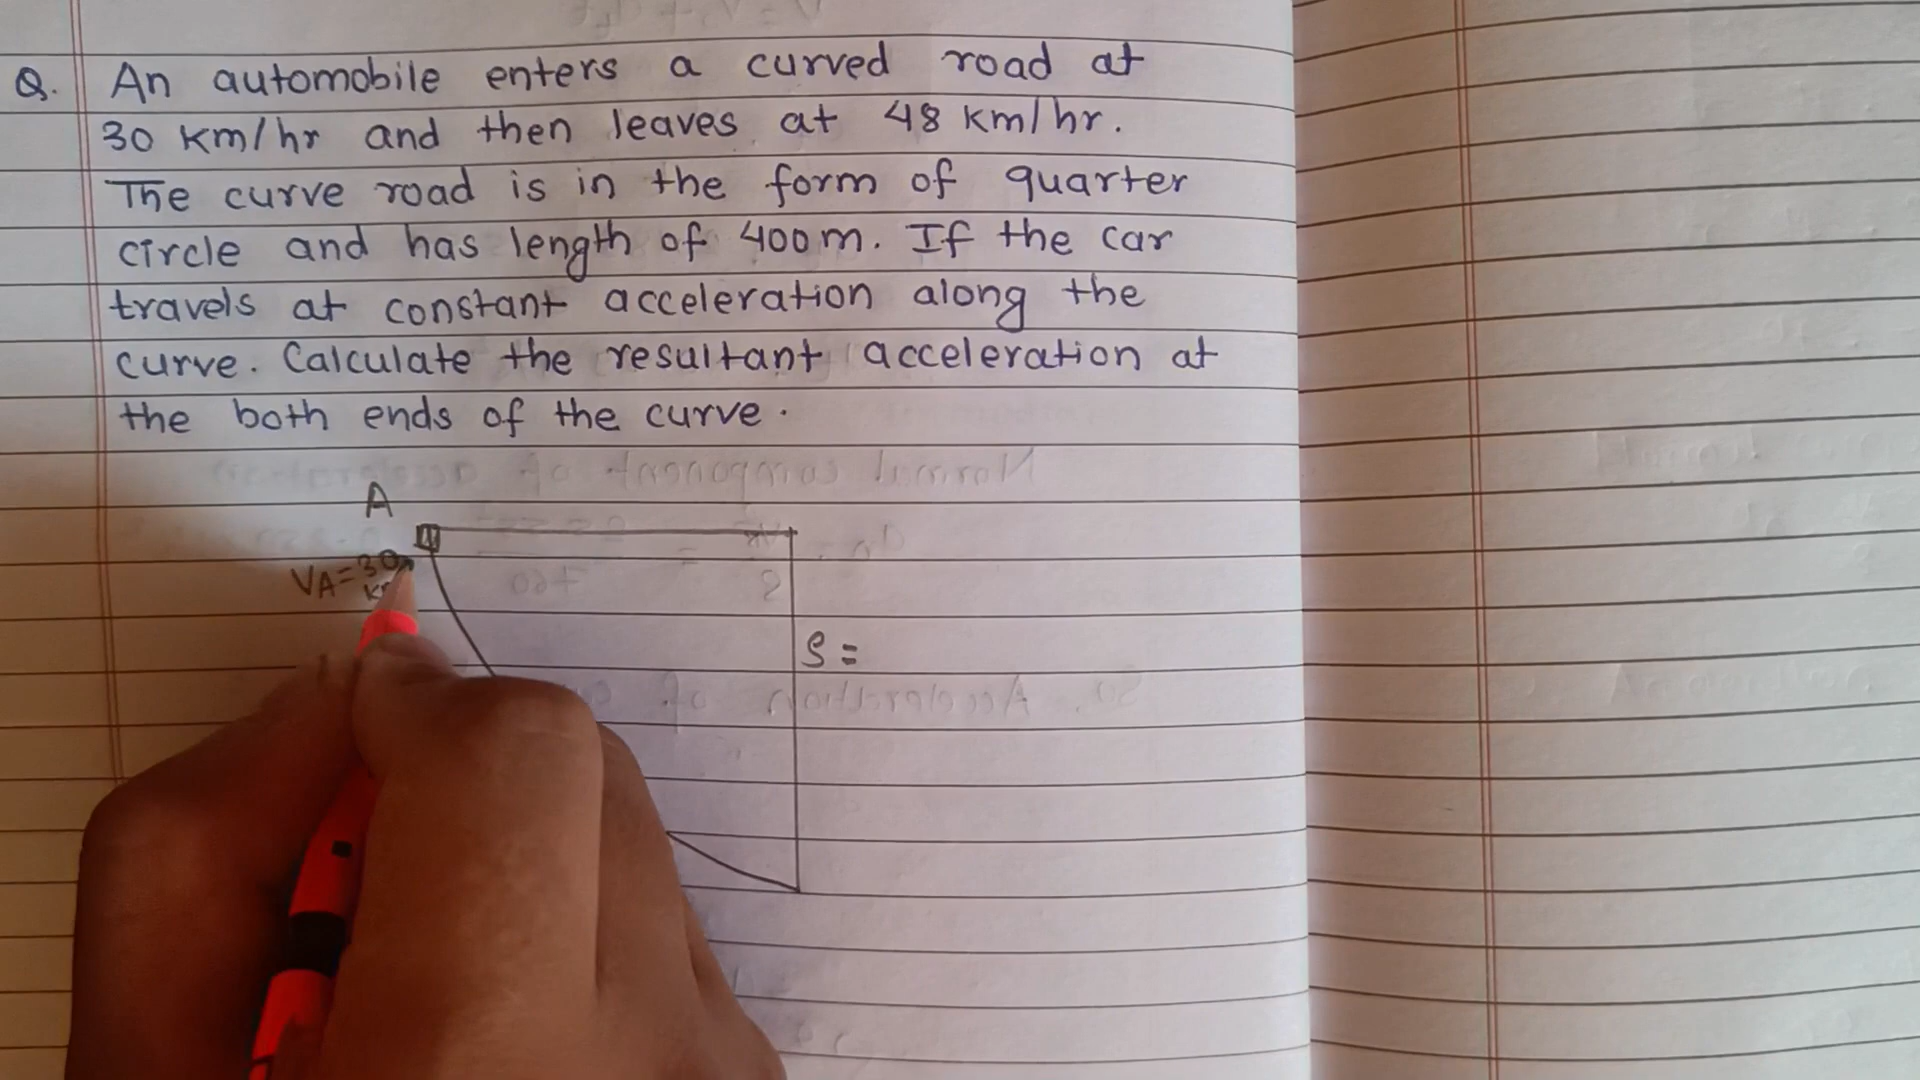 Q. An automobile enters a curved road at
30 km/hr and then leaves at 48 km/hr.
The curve road is in the form of quarter
circle and has length of 400m. If the car
travels at constant acceleration along the
curve. Calculate the resultant acceleration at
the both ends of the curve.
A
VA=30
S =